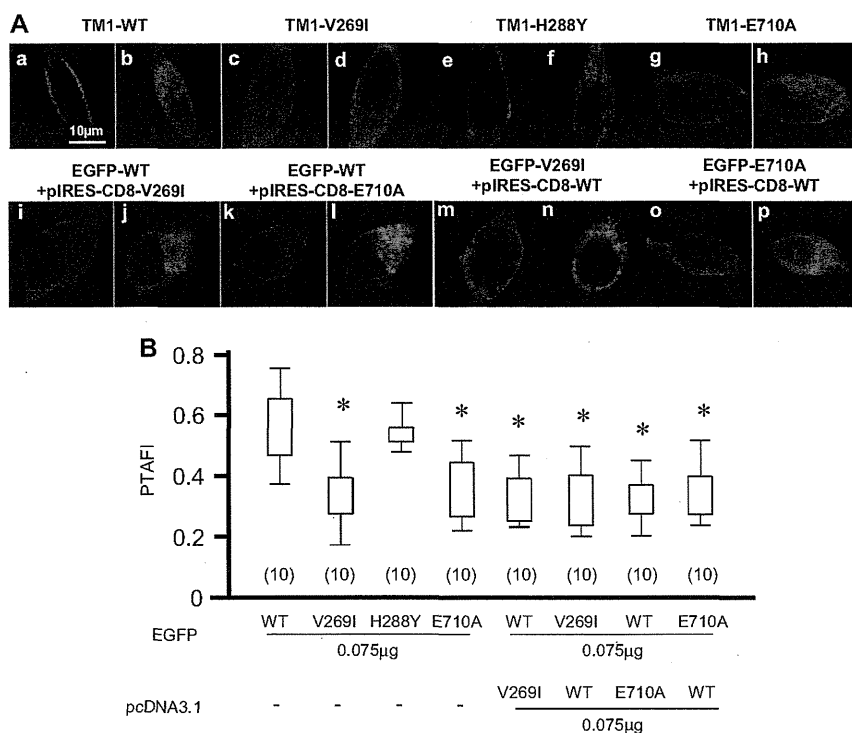 A
TM1-WT TM1-V269I TM1-H288Y TM1-E710A
a b c d e f g h
10µm
EGFP-WT EGFP-WT EGFP-V269I EGFP-E710A
+pIRES-CD8-V269I +pIRES-CD8-E710A +pIRES-CD8-WT +pIRES-CD8-WT
i j k l m n o p
B
0.8
0.6
0.4
0.2
0
PTAFI
* * * * * *
(10) (10) (10) (10) (10) (10) (10) (10)
EGFP WT V269I H288Y E710A WT V269I WT E710A
0.075µg 0.075µg
pcDNA3.1 - - - - V269I WT E710A WT
0.075µg